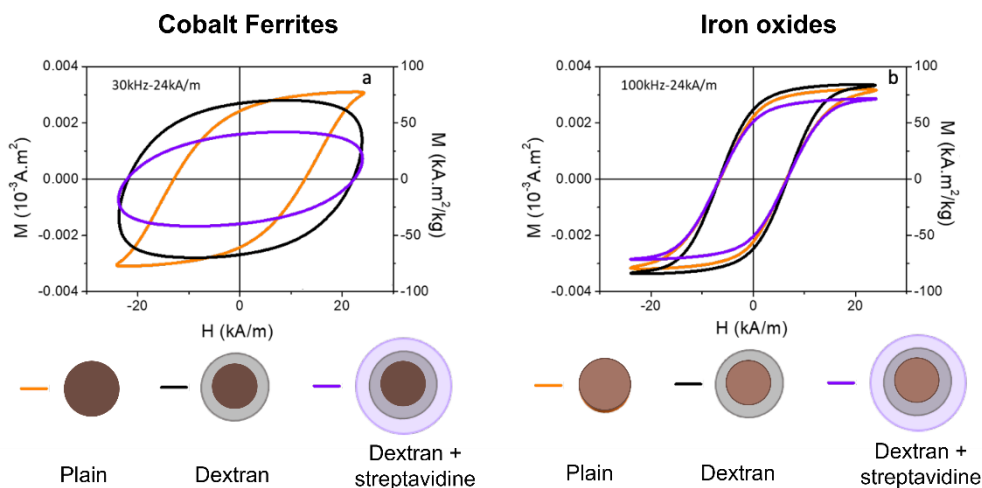 Cobalt Ferrites
Iron oxides
0.004
0.002
0.000
-0.002
-0.004
M (10⁻³A.m²)
30kHz-24kA/m
a
100
50
0
-50
-100
M (kA.m²/kg)
-20
0
20
H (kA/m)
0.004
0.002
0.000
-0.002
-0.004
M (10⁻³A.m²)
100kHz-24kA/m
b
100
50
0
-50
-100
M (kA.m²/kg)
-20
0
20
H (kA/m)
Plain
Dextran
Dextran +
streptavidine
Plain
Dextran
Dextran +
streptavidine